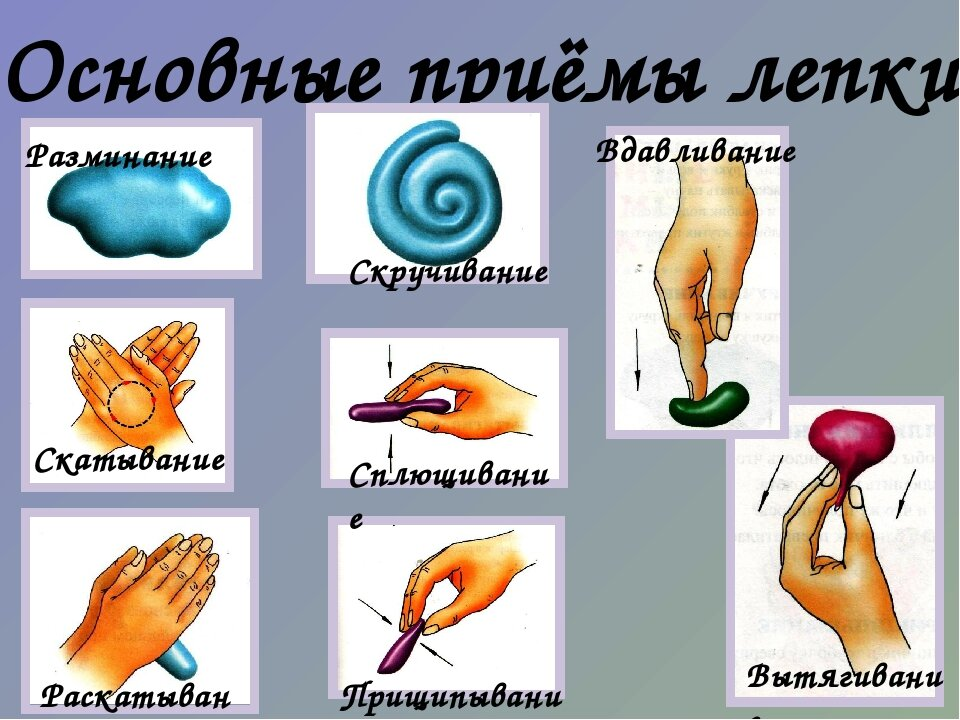 Основные приёмы лепки
Разминание
Скручивание
Вдавливание
Скатывание
Сплющивани
е
Раскатыван
Прищипывани
Вытягивани